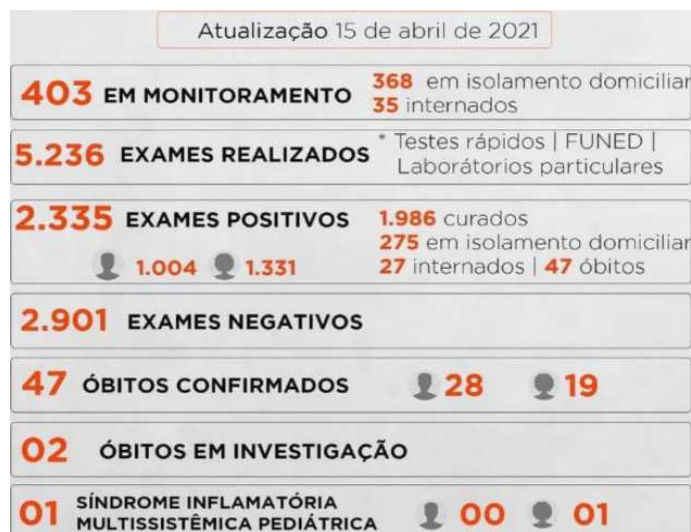 Atualização 15 de abril de 2021
403 EM MONITORAMENTO
368 em isolamento domiciliar
35 internados
5.236 EXAMES REALIZADOS
* Testes rápidos | FUNED |
Laborátorios particulares
2.335 EXAMES POSITIVOS
1.004 1.331
1.986 curados
275 em isolamento domiciliar
27 internados | 47 óbitos
2.901 EXAMES NEGATIVOS
47 ÓBITOS CONFIRMADOS 28 19
02 ÓBITOS EM INVESTIGAÇÃO
01 SÍNDROME INFLAMATÓRIA
MULTISSISTÊMICA PEDIÁTRICA 00 01